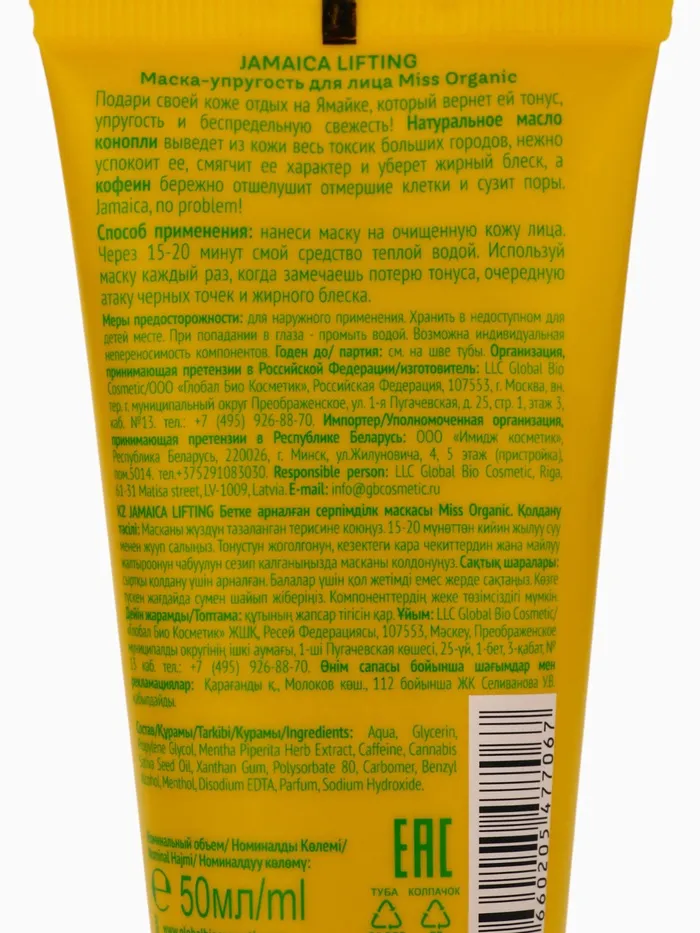 JAMAICA LIFTING
Маска-упругость для лица Miss Organic
Подари своей коже отдых на Ямайке, который вернет ей тонус,
упругость и беспредельную свежесть! Натуральное масло
конопли выведет из кожи весь токсик больших городов, нежно
успокоит ее, смягчит ее характер и уберет жирный блеск, а
кофеин бережно отшелушит отмершие клетки и сузит поры.
Jamaica, no problem!
Способ применения: нанеси маску на очищенную кожу лица.
Через 15-20 минут смой средство теплой водой. Используй
маску каждый раз, когда замечаешь потерю тонуса, очередную
атаку черных точек и жирного блеска.
Меры предосторожности: для наружного применения. Хранить в недоступном для
детей месте. При попадании в глаза - промыть водой. Возможна индивидуальная
непереносимость компонентов. Годен до/ партия: см. на шве тубы. Организация,
принимающая претензии в Российской Федерации/изготовитель: LLC Global Bio
Cosmetic/ООО «Глобал Био Косметик», Российская Федерация, 107553, г. Москва, вн.
тер. г. муниципальный округ Преображенское, ул. 1-я Пугачевская, д. 25, стр. 1, этаж 3,
каб. №13. тел.: +7 (495) 926-88-70. Импортер/Уполномоченная организация,
принимающая претензии в Республике Беларусь: ООО «Имидж косметик»,
Республика Беларусь, 220026, г. Минск, ул.Жилуновича, 4, 5 этаж (пристройка),
пом.5014. тел.+375291083030. Responsible person: LLC Global Bio Cosmetic, Riga,
61-31 Matisa street, LV-1009, Latvia. E-mail: info@gbcosmetic.ru
KZ JAMAICA LIFTING Бетке арналған серпімділік маскасы Miss Organic. Қолдану
тәсілі: Масканы жүздүн тазаланган терисине коюңуз. 15-20 мүнөттөн кийин жылуу суу
менен жууп салыңыз. Тонустун жоголгонун, кезектеги кара чекиттердин жана майлуу
жалтыроонун чабуулун сезип калганыңызда масканы колдонуңуз. Сақтық шаралары:
сыртқы қолдану үшін арналған. Балалар үшін қол жетімді емес жерде сақтаңыз. Көзге
түскен жағдайда сумен шайып жіберіңіз. Компоненттердің жеке төзімсіздігі мүмкін.
Дейін жарамды/Топтама: құтының жапсар тігісін қар. Ұйым: LLC Global Bio Cosmetic/
«Глобал Био Косметик» ЖШҚ, Ресей Федерациясы, 107553, Мәскеу, Преображенское
муниципалды округінің ішкі аумағы, 1-ші Пугачевская көшесі, 25-үй, 1-бет, 3-қабат, №
13 каб. тел.: +7 (495) 926-88-70. Өнім сапасы бойынша шағымдар мен
рекламациялар: Қарағанды қ., Молоков көш., 112 бойынша ЖК Селиванова У.В.
қабылдайды.
Состав/Құрамы/Tarkibi/Курамы/Ingredients: Aqua, Glycerin,
Propylene Glycol, Mentha Piperita Herb Extract, Caffeine, Cannabis
Sativa Seed Oil, Xanthan Gum, Polysorbate 80, Carbomer, Benzyl
Alcohol, Menthol, Disodium EDTA, Parfum, Sodium Hydroxide.
Номинальный объем/ Номиналды Көлемі/
Nominal Hajmi/ Номиналдуу көлөмү:
℮ 50мл/ml
EAC
ТУБА КОЛПАЧОК
660205 477067